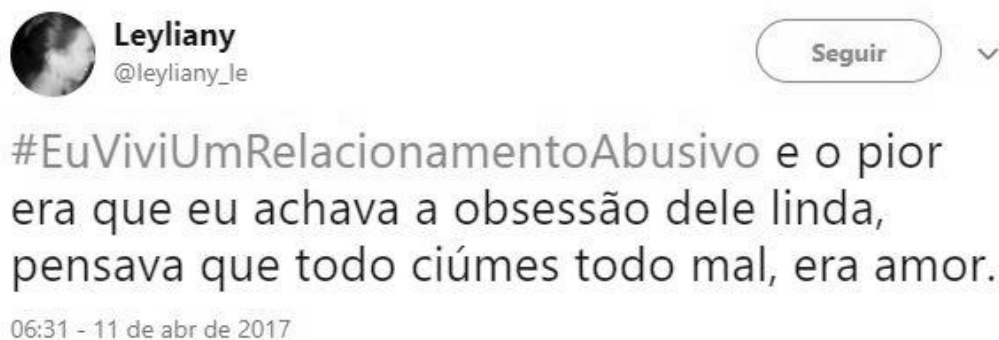 Leyliany
@leyliany_le
Seguir
#EuViviUmRelacionamentoAbusivo e o pior
era que eu achava a obsessão dele linda,
pensava que todo ciúmes todo mal, era amor.
06:31 - 11 de abr de 2017